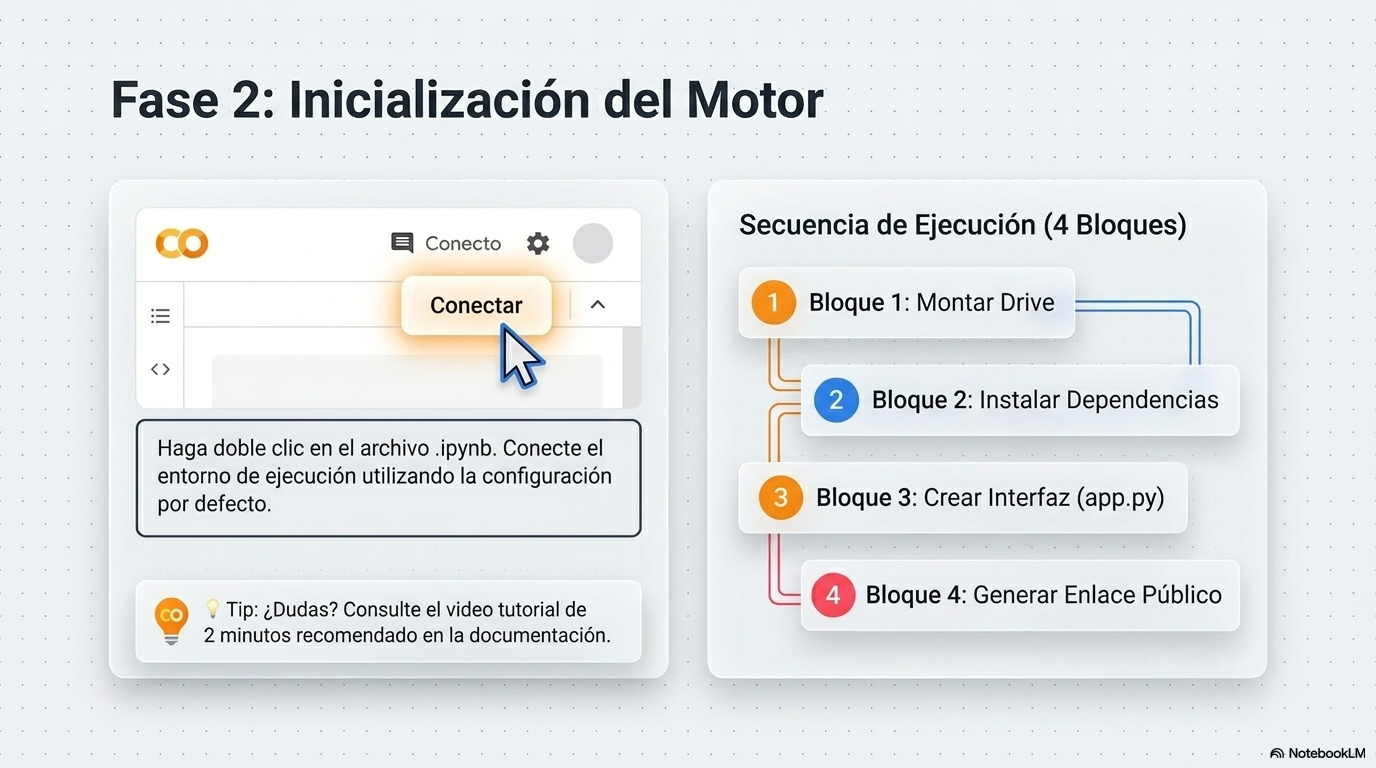 Fase 2: Inicialización del Motor
Conecto
Conectar
Haga doble clic en el archivo .ipynb. Conecte el
entorno de ejecución utilizando la configuración
por defecto.
CO
💡 Tip: ¿Dudas? Consulte el video tutorial de
2 minutos recomendado en la documentación.
Secuencia de Ejecución (4 Bloques)
1 Bloque 1: Montar Drive
2 Bloque 2: Instalar Dependencias
3 Bloque 3: Crear Interfaz (app.py)
4 Bloque 4: Generar Enlace Público
NotebookLM